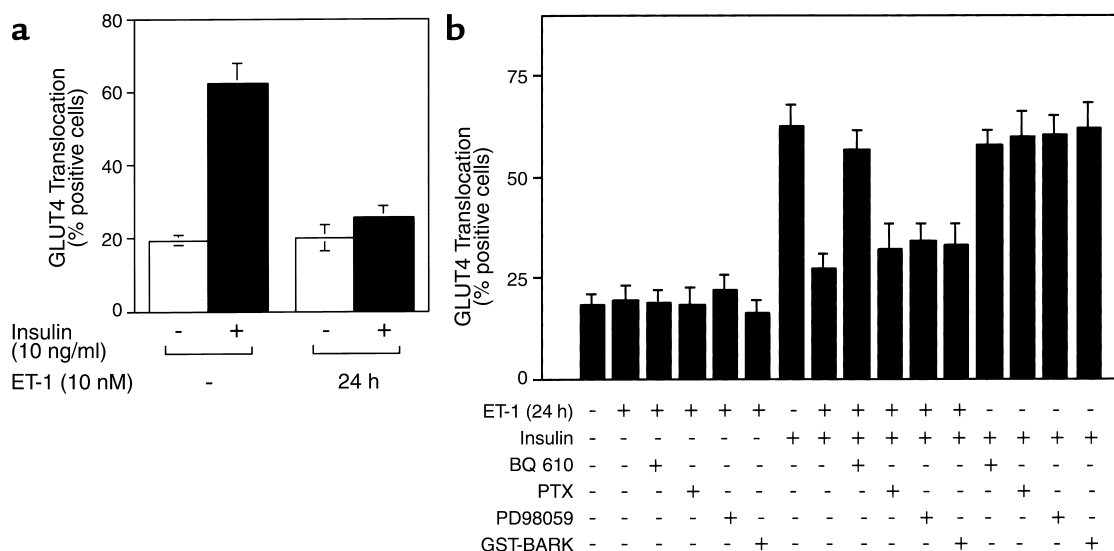 a
GLUT4 Translocation
(% positive cells)
80
60
40
20
0
Insulin - + - +
(10 ng/ml)
ET-1 (10 nM) - 24 h
b
GLUT4 Translocation
(% positive cells)
75
50
25
0
ET-1 (24 h) - + + + + + - + + + + + - - - -
Insulin - - - - - - + + + + + + + + + +
BQ 610 - - + - - - - - + - - - + - - -
PTX - - - + - - - - - + - - - + - -
PD98059 - - - - + - - - - - + - - - + -
GST-BARK - - - - - + - - - - - + - - - +